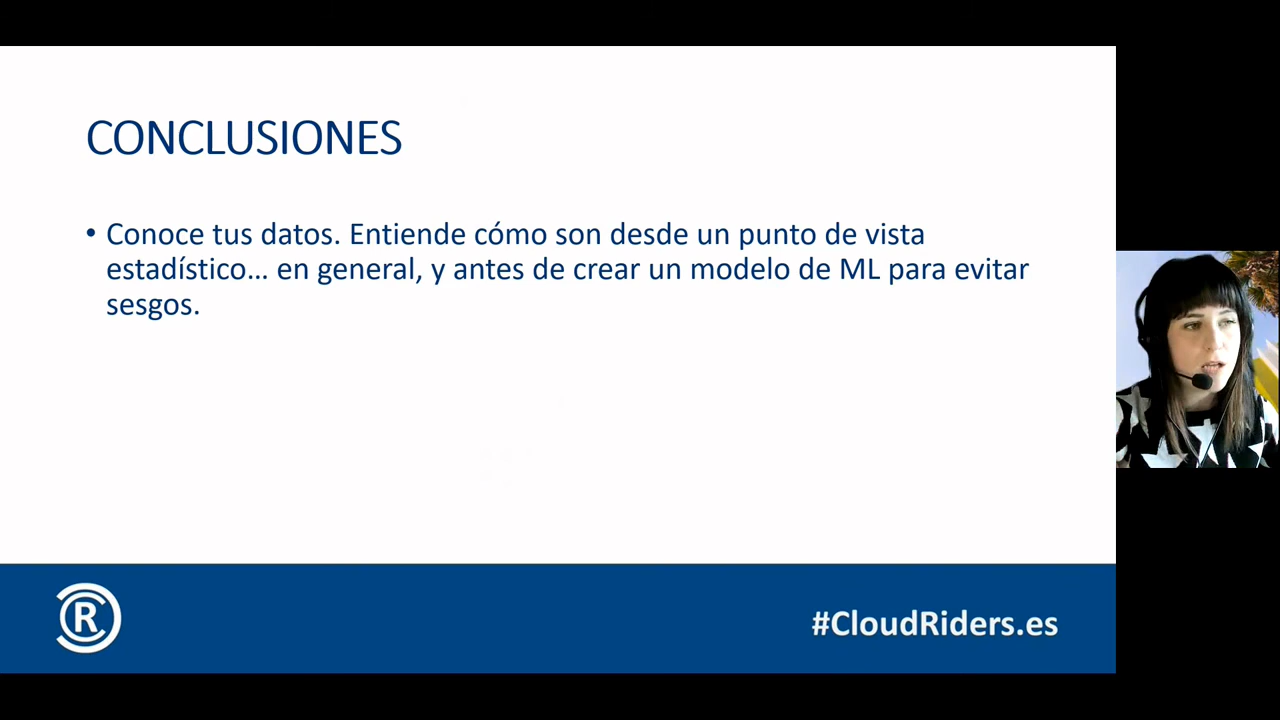 CONCLUSIONES
• Conoce tus datos. Entiende cómo son desde un punto de vista
estadístico... en general, y antes de crear un modelo de ML para evitar
sesgos.
R
#CloudRiders.es